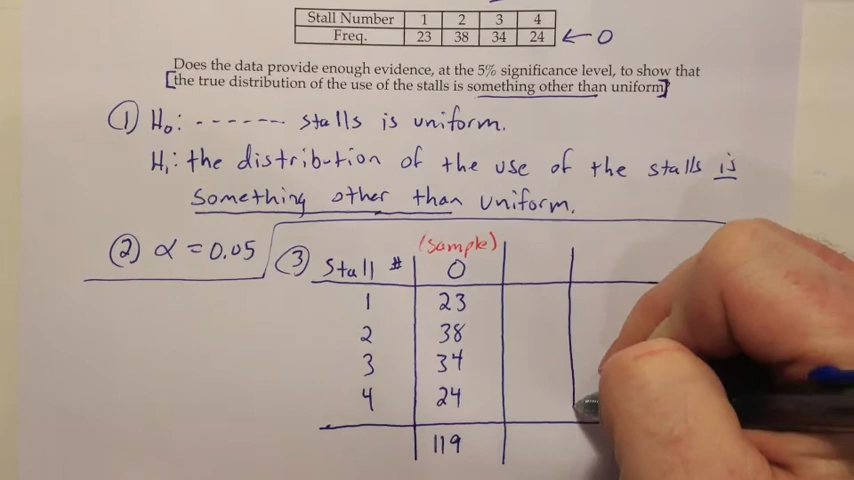 Stall Number 1 2 3 4
Freq. 23 38 34 24 ← O
Does the data provide enough evidence, at the 5% significance level, to show that
[the true distribution of the use of the stalls is something other than uniform]?
① H₀: ------ stalls is uniform.
H₁: the distribution of the use of the stalls is
something other than uniform.
② α = 0.05
③ Stall # (sample) O
1 23
2 38
3 34
4 24
119